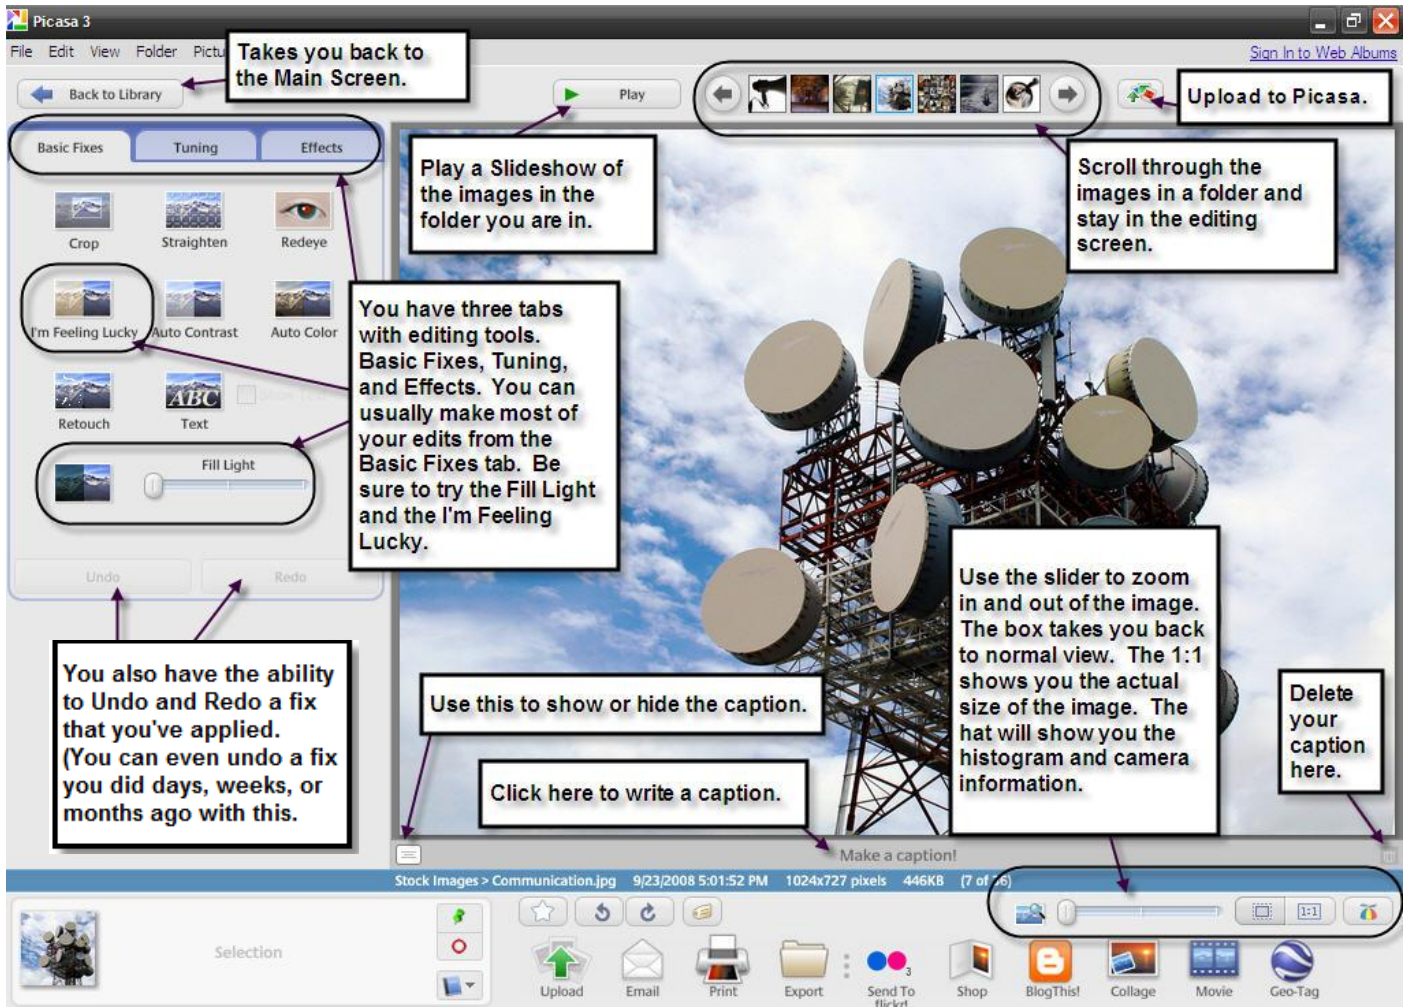 Picasa 3
File Edit View Folder
Sign In to Web Albums
Takes you back to
the Main Screen.
Back to Library
Play
Upload to Picasa.
Basic Fixes
Tuning
Effects
Play a Slideshow of
the images in the
folder you are in.
Scroll through the
images in a folder and
stay in the editing
screen.
Crop
Straighten
Redeye
I'm Feeling Lucky
Auto Contrast
Auto Color
You have three tabs
with editing tools.
Basic Fixes, Tuning,
and Effects. You can
usually make most of
your edits from the
Basic Fixes tab. Be
sure to try the Fill Light
and the I'm Feeling
Lucky.
ABC
Retouch
Text
Fill Light
Undo
Redo
You also have the ability
to Undo and Redo a fix
that you've applied.
(You can even undo a fix
you did days, weeks, or
months ago with this.
Use this to show or hide the caption.
Click here to write a caption.
Use the slider to zoom
in and out of the image.
The box takes you back
to normal view. The 1:1
shows you the actual
size of the image. The
hat will show you the
histogram and camera
information.
Delete
your
caption
here.
Make a caption!
Stock Images > Communication.jpg 9/23/2008 5:01:52 PM 1024x727 pixels 446KB (7 of
1:1
Selection
Upload
Email
Print
Export
3
Send To
flickr!
Shop
BlogThis!
Collage
Movie
Geo-Tag